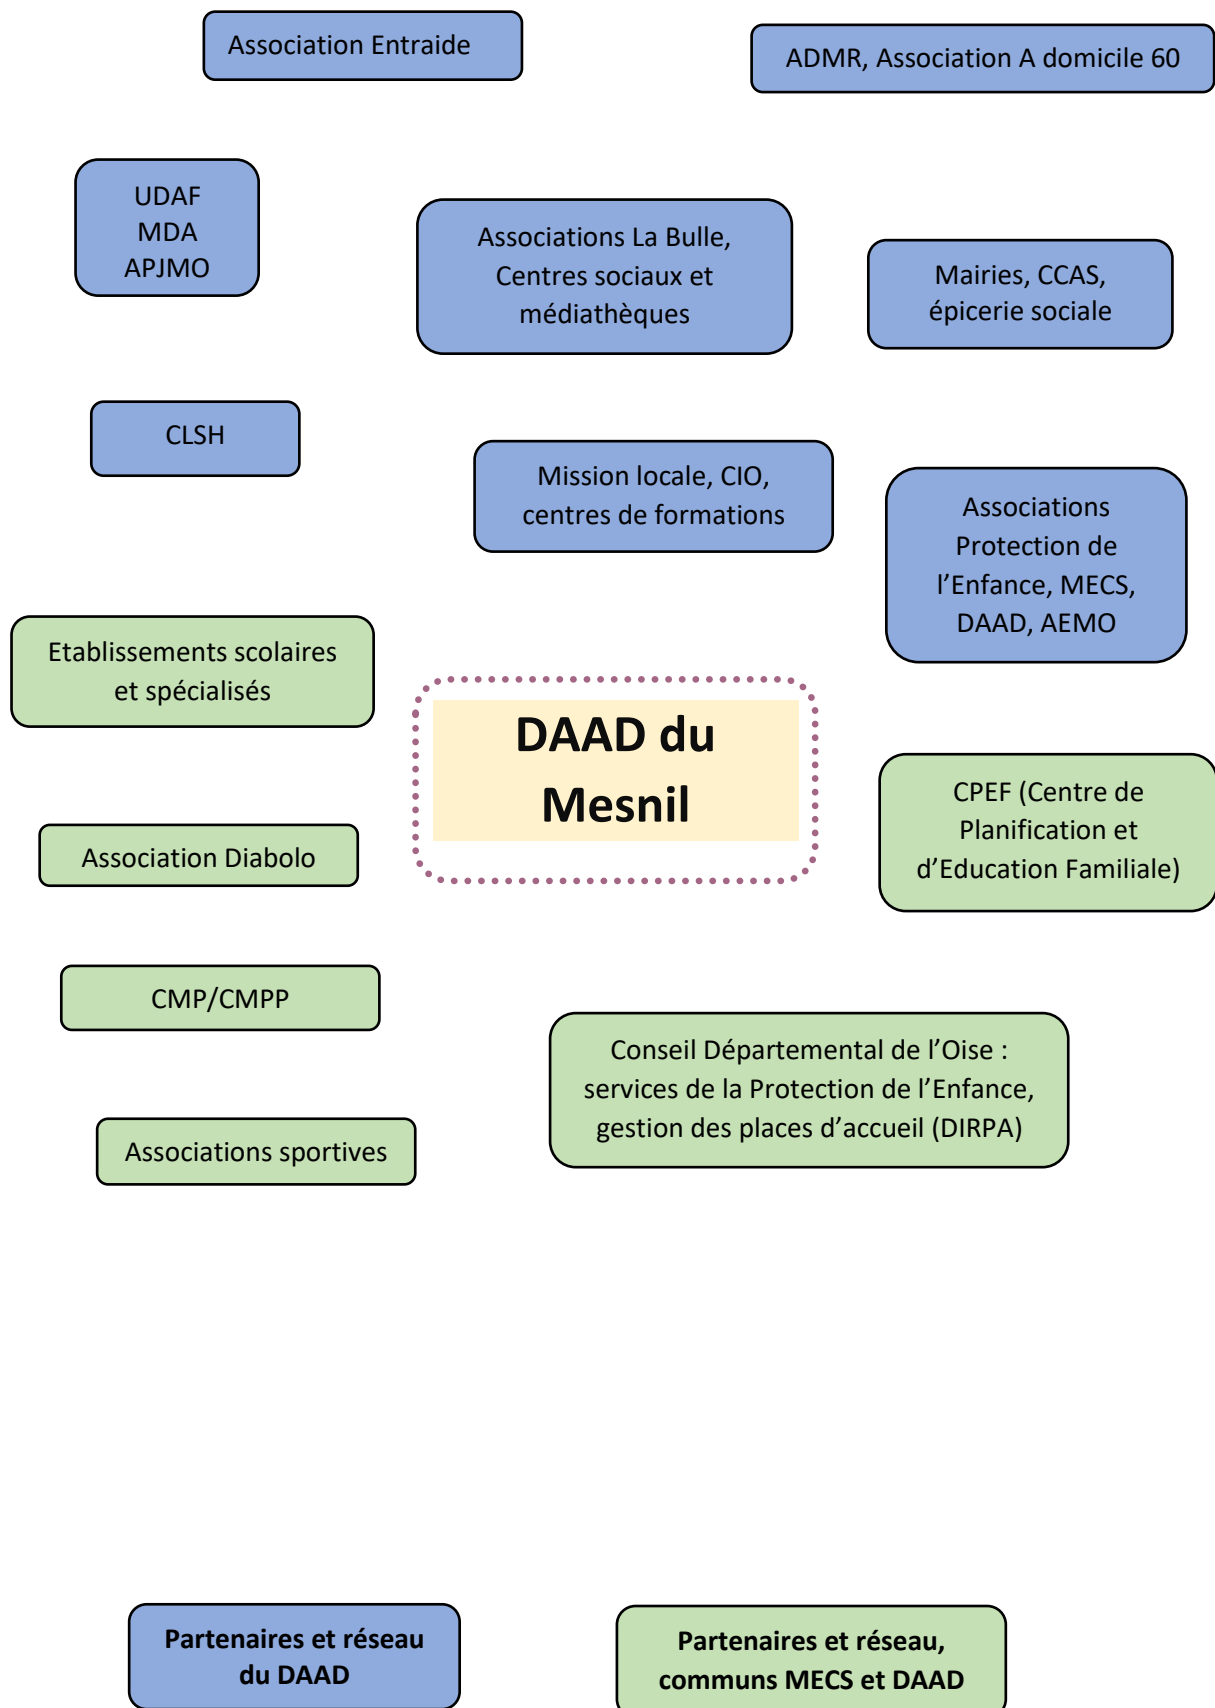 Association Entraide
ADMR, Association A domicile 60
UDAF
MDA
APJMO
Associations La Bulle,
Centres sociaux et
médiathèques
Mairies, CCAS,
épicerie sociale
CLSH
Mission locale, CIO,
centres de formations
Associations
Protection de
l’Enfance, MECS,
DAAD, AEMO
Etablissements scolaires
et spécialisés
DAAD du
Mesnil
CPEF (Centre de
Planification et
d’Education Familiale)
Association Diabolo
CMP/CMPP
Conseil Départemental de l’Oise :
services de la Protection de l’Enfance,
gestion des places d’accueil (DIRPA)
Associations sportives
Partenaires et réseau
du DAAD
Partenaires et réseau,
communs MECS et DAAD